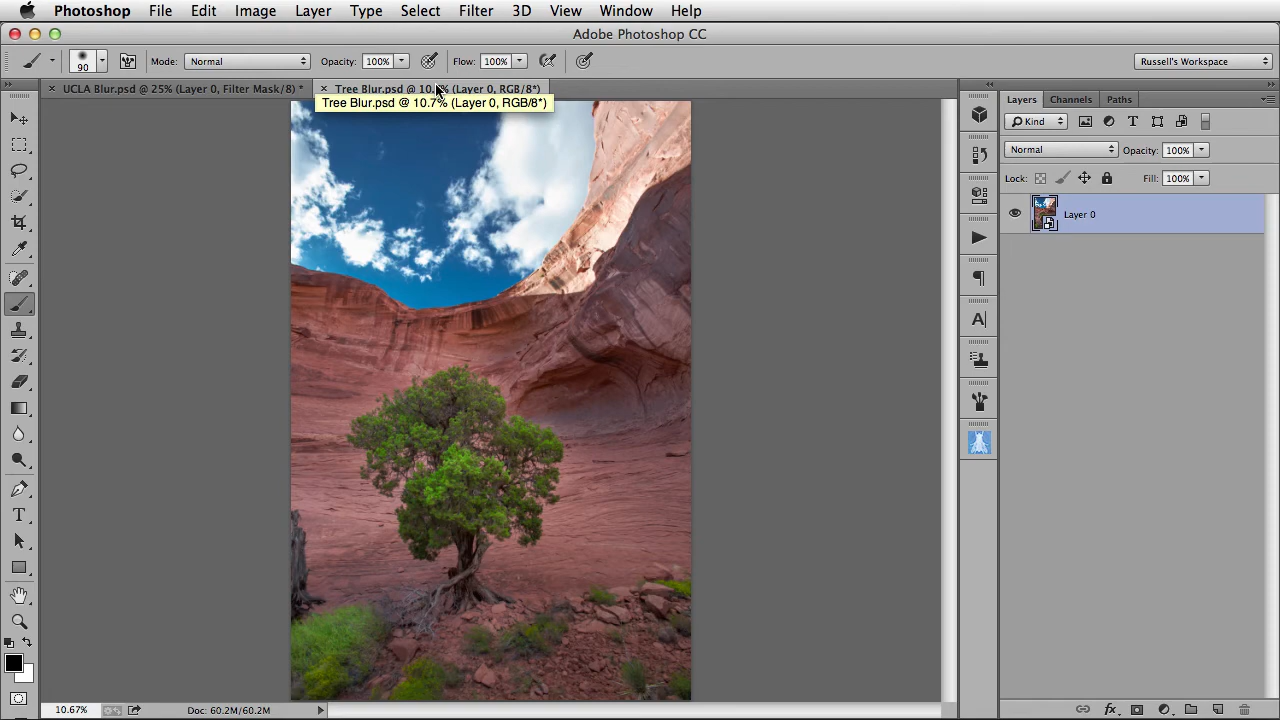 Photoshop File Edit Image Layer Type Select Filter 3D View Window Help
Adobe Photoshop CC
90 Mode: Normal Opacity: 100% Flow: 100% Russell's Workspace
UCLA Blur.psd @ 25% (Layer 0, Filter Mask/8) * Tree Blur.psd @ 10. % (Layer 0, RGB/8*)
Tree Blur.psd @ 10.7% (Layer 0, RGB/8*)
Layers Channels Paths
Kind
Normal Opacity: 100%
Lock: Fill: 100%
Layer 0
10.67% Doc: 60.2M/60.2M